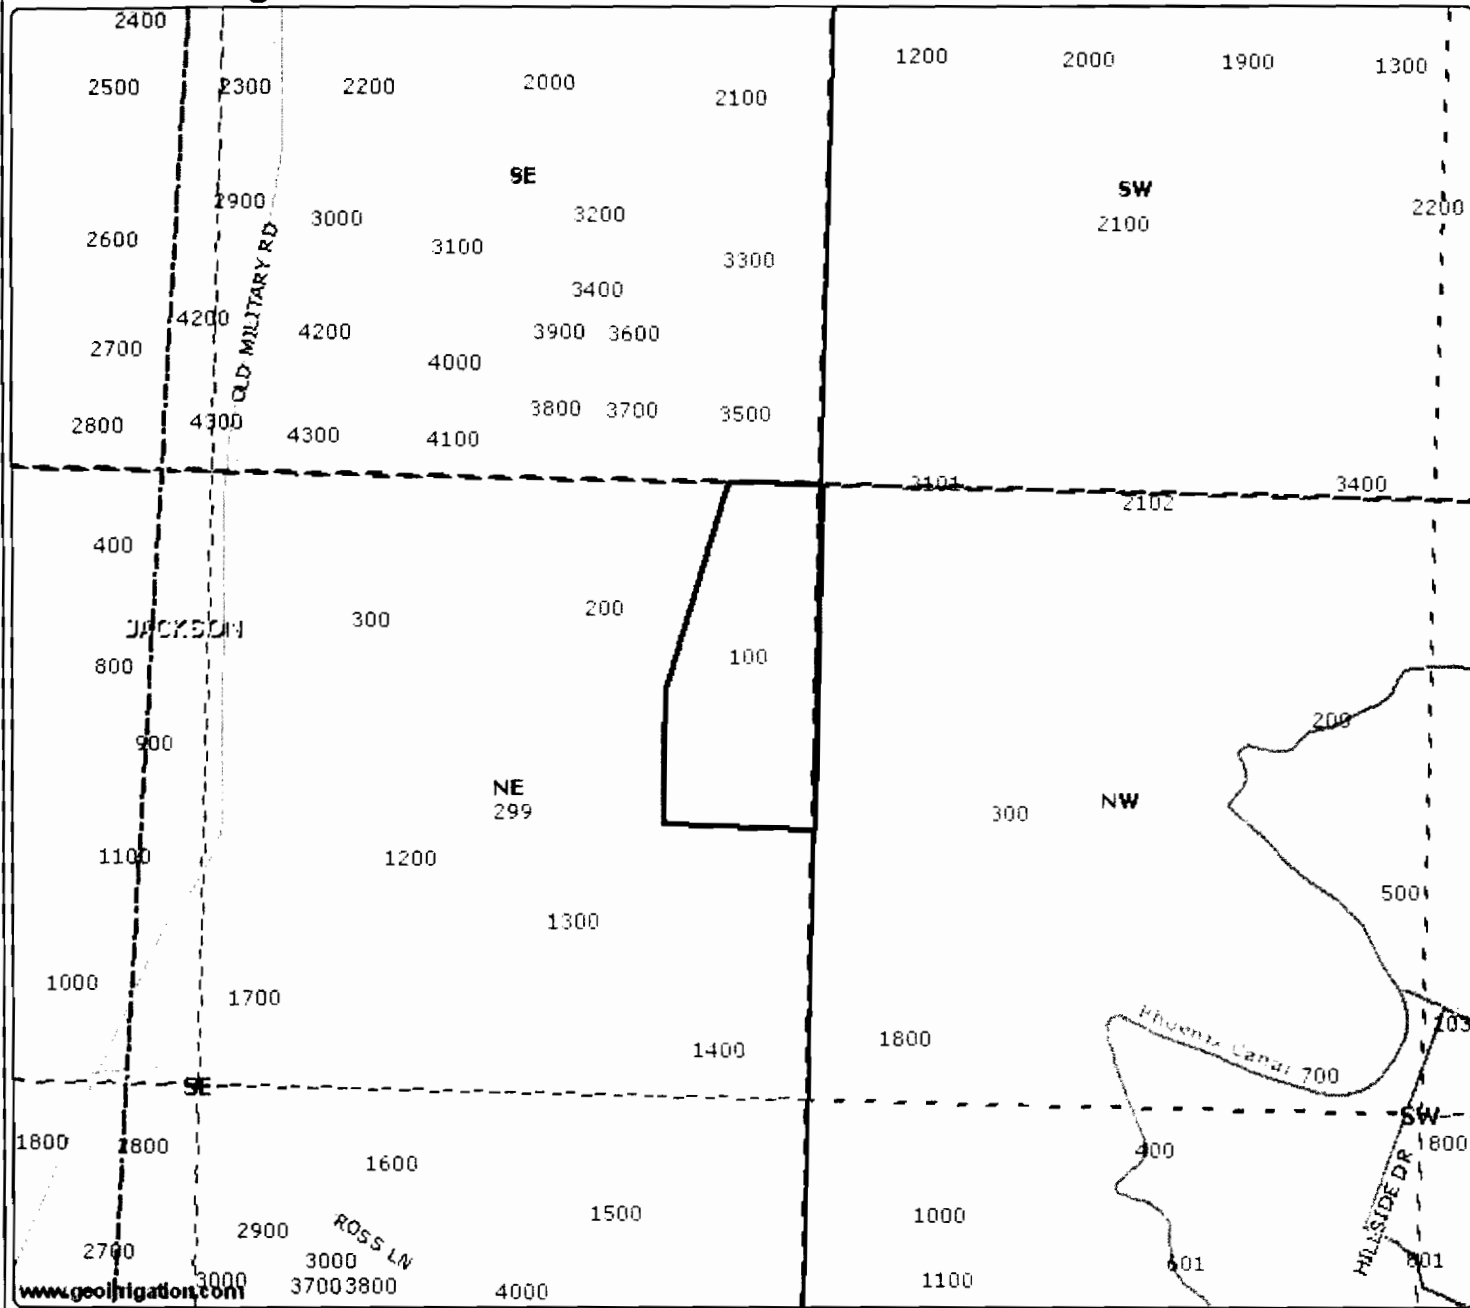 2400
1200 2000 1900 1300
2500 2300 2200 2000 2100
SE SW
2900 3000 3200 2100 2200
2600 3100 3300
OLD MILITARY RD
3400
4200 4200 3900 3600
2700 4000
2800 4300 4300 4100 3800 3700 3500
3101 2102 3400
400
JACKSON 300 200
800 100
900 200
NE NW
299 300
1100 1200
1300 500
1000 1700
Phoenix Canal 700
1400 1800
SE SW
1800 1600 400 800
HILLSIDE DR
2900 1500 1000
ROSS LN
2700 3000 601 801
3000 3700 3800 4000 1100
www.geoirrigation.com